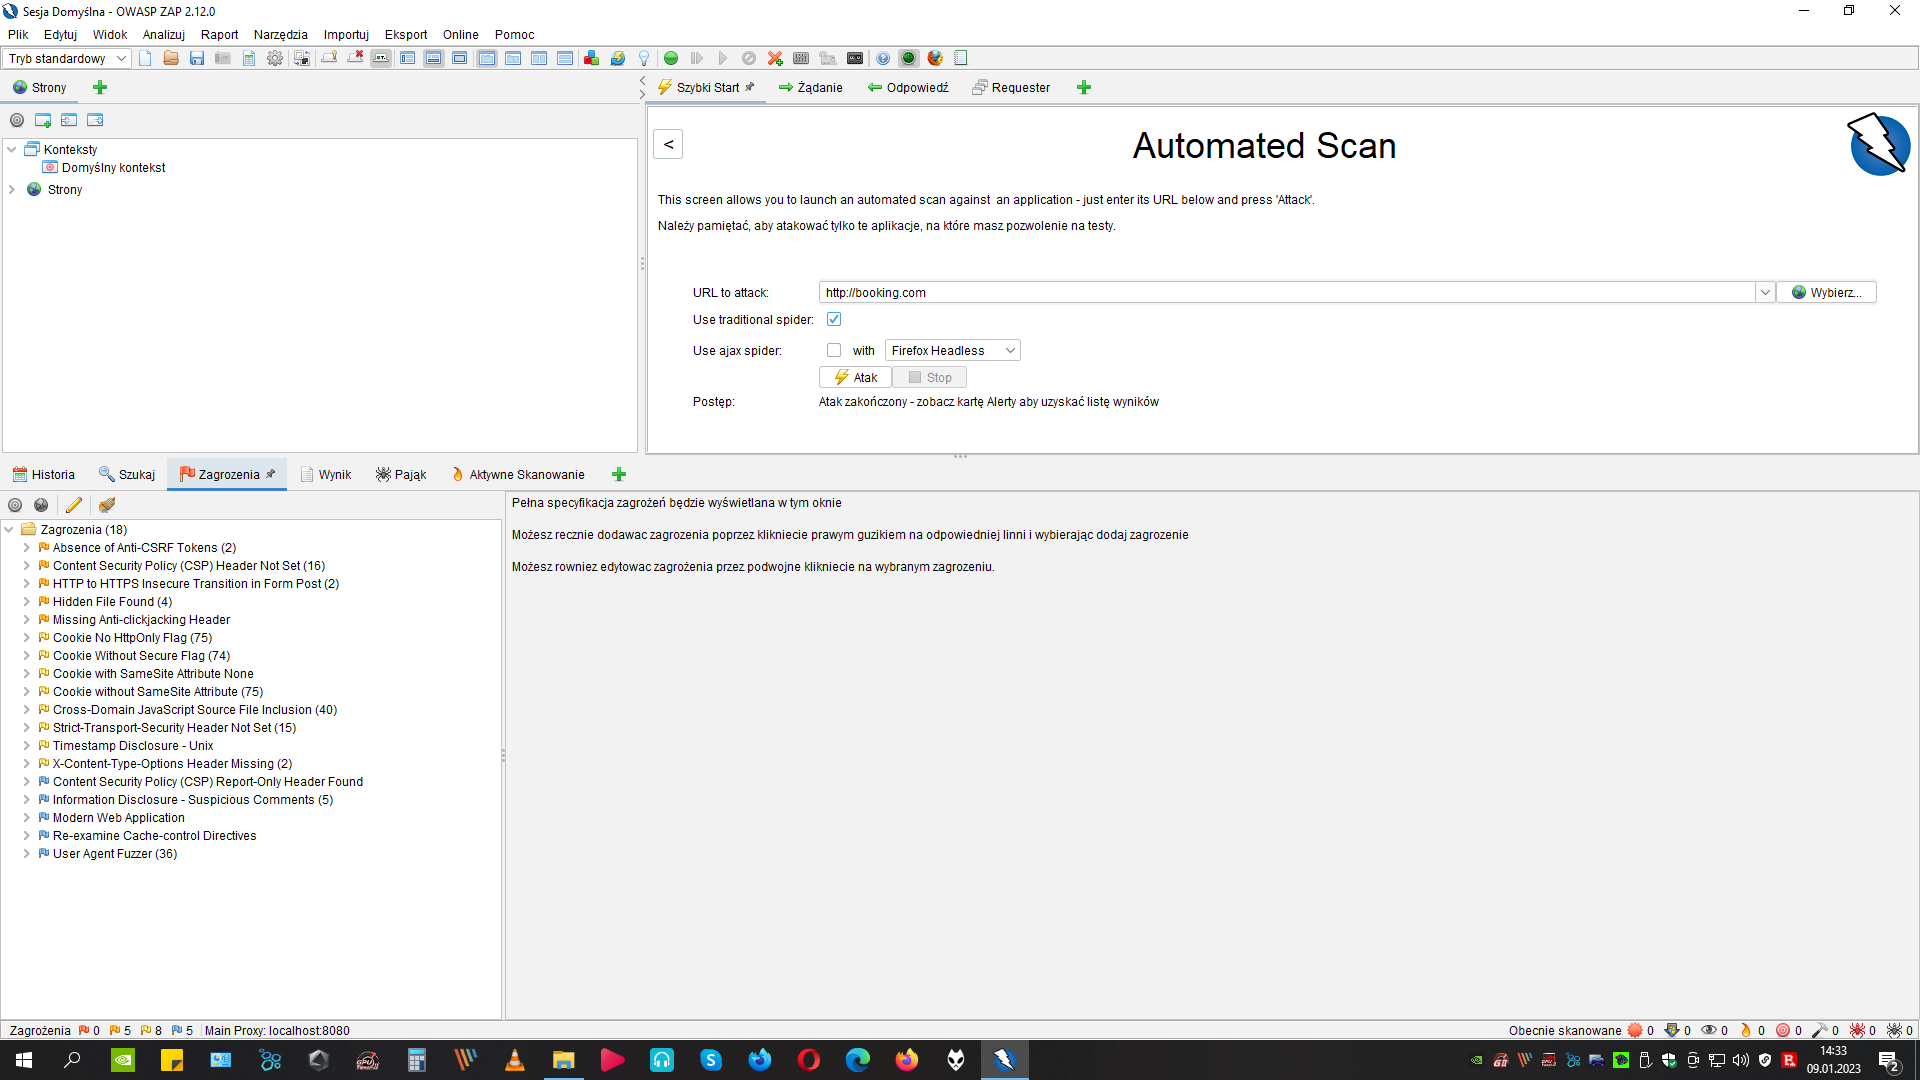 Sesja Domyślna - OWASP ZAP 2.12.0
Plik Edytuj Widok Analizuj Raport Narzędzia Importuj Eksport Online Pomoc
Tryb standardowy
Strony
Szybki Start Żądanie Odpowiedź Requester
Konteksty
Domyślny kontekst
Strony
<
Automated Scan
This screen allows you to launch an automated scan against an application - just enter its URL below and press 'Attack'.
Należy pamiętać, aby atakować tylko te aplikacje, na które masz pozwolenie na testy.
URL to attack: http://booking.com Wybierz...
Use traditional spider:
Use ajax spider: with Firefox Headless
Atak Stop
Postęp: Atak zakończony - zobacz kartę Alerty aby uzyskać listę wyników
Historia Szukaj Zagrozenia Wynik Pająk Aktywne Skanowanie
Zagrozenia (18)
Absence of Anti-CSRF Tokens (2)
Content Security Policy (CSP) Header Not Set (16)
HTTP to HTTPS Insecure Transition in Form Post (2)
Hidden File Found (4)
Missing Anti-clickjacking Header
Cookie No HttpOnly Flag (75)
Cookie Without Secure Flag (74)
Cookie with SameSite Attribute None
Cookie without SameSite Attribute (75)
Cross-Domain JavaScript Source File Inclusion (40)
Strict-Transport-Security Header Not Set (15)
Timestamp Disclosure - Unix
X-Content-Type-Options Header Missing (2)
Content Security Policy (CSP) Report-Only Header Found
Information Disclosure - Suspicious Comments (5)
Modern Web Application
Re-examine Cache-control Directives
User Agent Fuzzer (36)
Pełna specyfikacja zagrożeń będzie wyświetlana w tym oknie
Możesz recznie dodawac zagrozenia poprzez klikniecie prawym guzikiem na odpowiedniej linni i wybierając dodaj zagrozenie
Możesz rowniez edytowac zagrożenia przez podwojne klikniecie na wybranym zagrozeniu.
Zagrożenia 0 5 8 5 Main Proxy: localhost:8080
Obecnie skanowane 0 0 0 0 0 0 0 0
14:33
09.01.2023
2